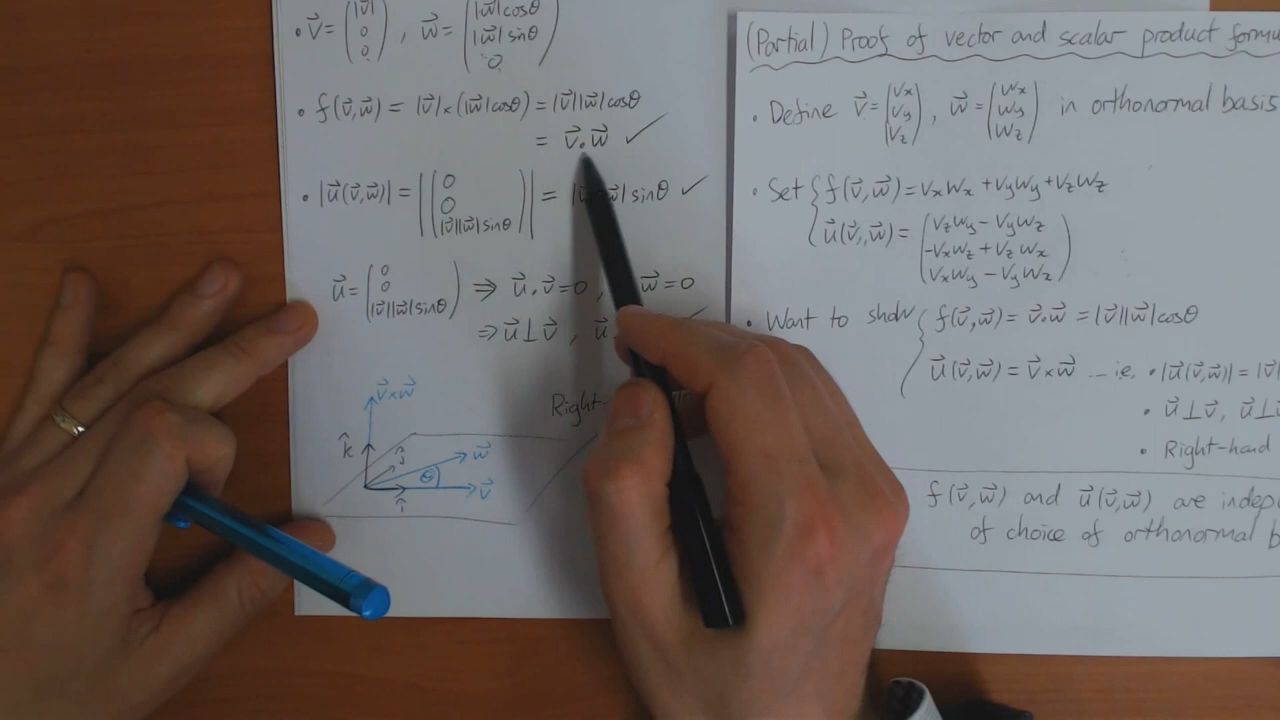 • v⃗ = (|v⃗| 0 0), w⃗ = (|w⃗|cosθ |w⃗|sinθ 0)
• f(v⃗,w⃗) = |v⃗|×(|w⃗|cosθ) = |v⃗||w⃗|cosθ
= v⃗•w⃗ ✓
• |u⃗(v⃗,w⃗)| = |(0 0 |v⃗||w⃗|sinθ)| = sinθ ✓
u⃗ = (0 0 |v⃗||w⃗|sinθ) ⇒ u⃗•v⃗=0, w⃗=0
⇒ u⃗⊥v⃗, u⃗
Right-
v⃗×w⃗
k̂
ĵ
w⃗
θ
î
v⃗
(Partial) Proof of vector and scalar product formu
• Define v⃗ = (vx vy vz), w⃗ = (wx wy wz) in orthonormal basis
• Set { f(v⃗,w⃗) = vxwx + vywy + vzwz
u⃗(v⃗,w⃗) = (vzwy - vywz -vxwz + vzwx vxwy - vywx)
• Want to show { f(v⃗,w⃗) = v⃗•w⃗ = |v⃗||w⃗|cosθ
u⃗(v⃗,w⃗) = v⃗×w⃗ — i.e. • |u⃗(v⃗,w⃗)| = |v⃗|
• u⃗⊥v⃗, u⃗⊥
• Right-hand
f(v⃗,w⃗) and u⃗(v⃗,w⃗) are indep
of choice of orthonormal b